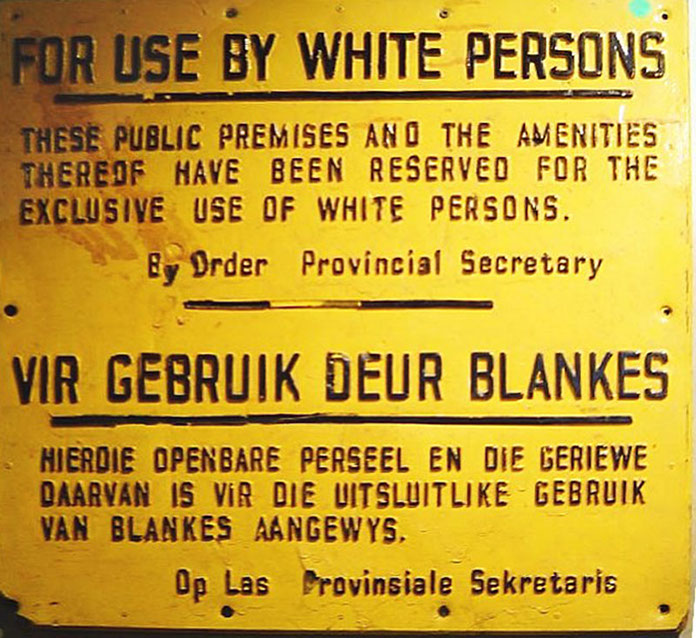 FOR USE BY WHITE PERSONS
THESE PUBLIC PREMISES AND THE AMENITIES
THEREOF HAVE BEEN RESERVED FOR THE
EXCLUSIVE USE OF WHITE PERSONS.
By Order Provincial Secretary
VIR GEBRUIK DEUR BLANKES
HIERDIE OPENBARE PERSEEL EN DIE GERIEWE
DAARVAN IS VIR DIE UITSLUITLIKE GEBRUIK
VAN BLANKES AANGEWYS.
Op Las Provinsiale Sekretaris